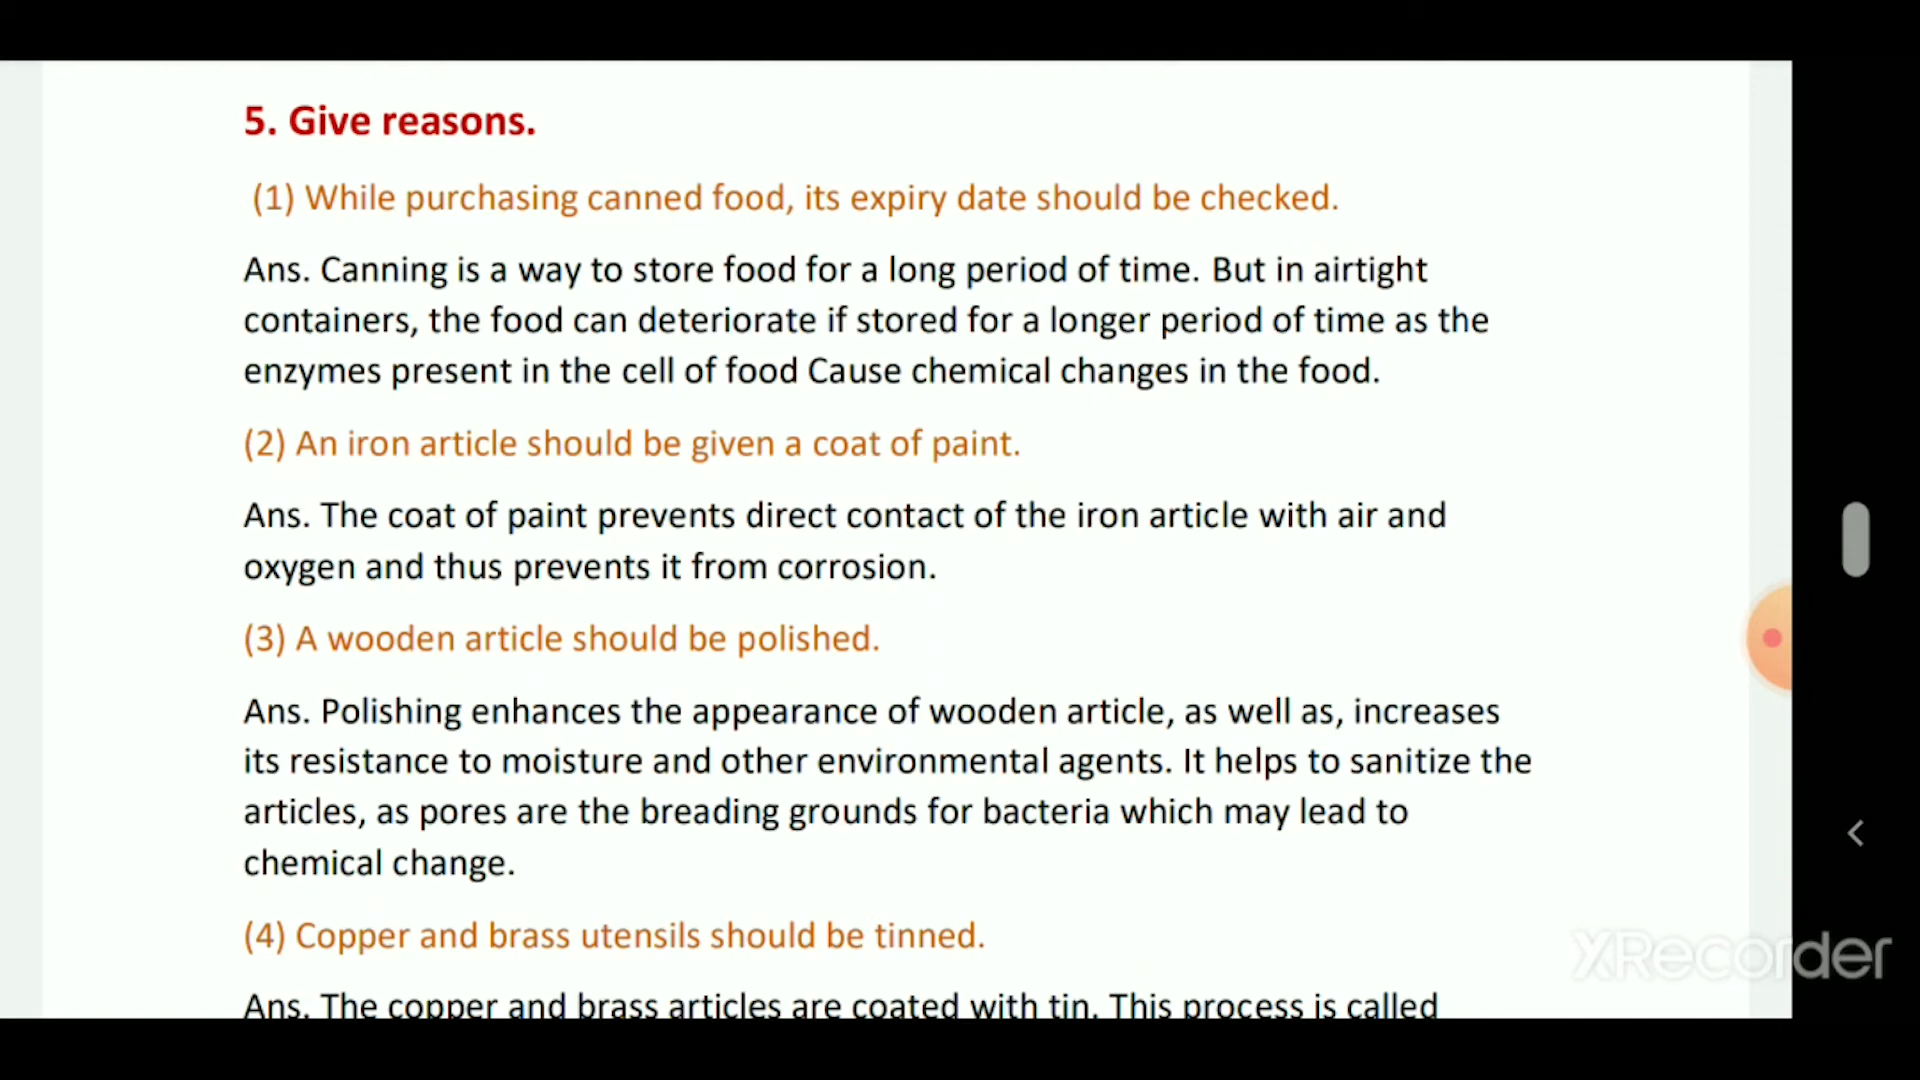 5. Give reasons.
(1) While purchasing canned food, its expiry date should be checked.
Ans. Canning is a way to store food for a long period of time. But in airtight
containers, the food can deteriorate if stored for a longer period of time as the
enzymes present in the cell of food Cause chemical changes in the food.
(2) An iron article should be given a coat of paint.
Ans. The coat of paint prevents direct contact of the iron article with air and
oxygen and thus prevents it from corrosion.
(3) A wooden article should be polished.
Ans. Polishing enhances the appearance of wooden article, as well as, increases
its resistance to moisture and other environmental agents. It helps to sanitize the
articles, as pores are the breading grounds for bacteria which may lead to
chemical change.
(4) Copper and brass utensils should be tinned.
Ans. The copper and brass articles are coated with tin. This process is called
XRecorder